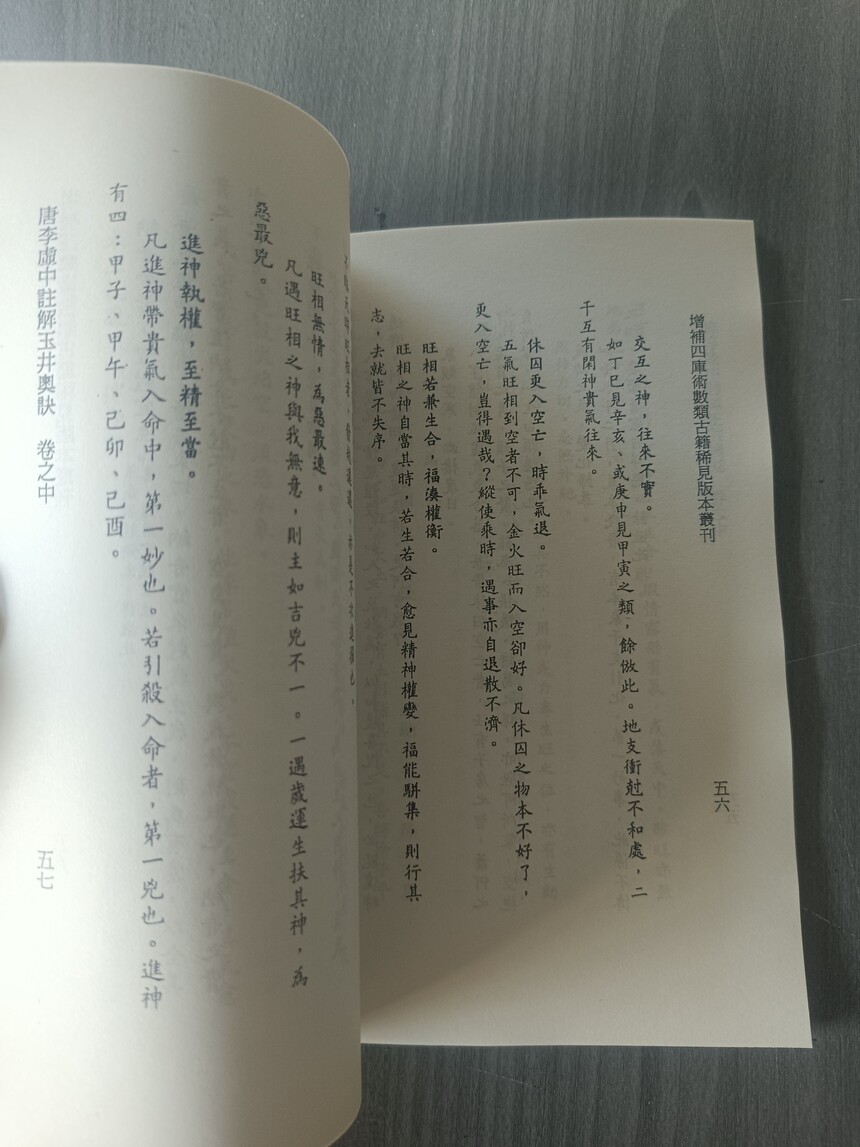 增補四庫術數類古籍稀見版本叢刊
五六
交互之神，往來不實。
如丁巳見辛亥、或庚申見甲寅之類，餘倣此。地支衝尅不和處，二
干互有閑神貴氣往來。
休囚更入空亡，時乖氣退。
五氣旺相到空者不可，金火旺而入空卻好。凡休囚之物本不好了，
更入空亡，豈得遇哉？縱使乘時，遇事亦自退散不濟。
旺相若兼生合，福湊權衡。
旺相之神自當其時，若生若合，愈見精神權變，福能駢集，則行其
志，去就皆不失序。
旺相無情，為惡最速。
凡遇旺相之神與我無意，則主如吉兇不一。一遇歲運生扶其神，為
惡最兇。
進神執權，至精至當。
凡進神帶貴氣入命中，第一妙也。若引殺入命者，第一兇也。進神
有四：甲子、甲午、己卯、己酉。
唐李虛中註解玉井奧訣　卷之中
五七